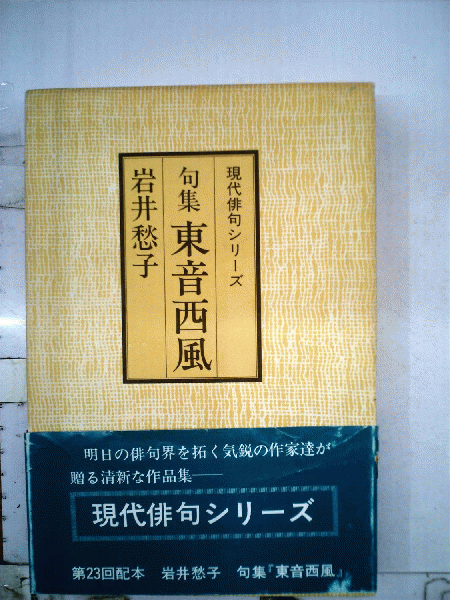 現代俳句シリーズ
句集 東音西風
岩井愁子
明日の俳句界を拓く気鋭の作家達が
贈る清新な作品集――
現代俳句シリーズ
第23回配本 岩井愁子 句集『東音西風』